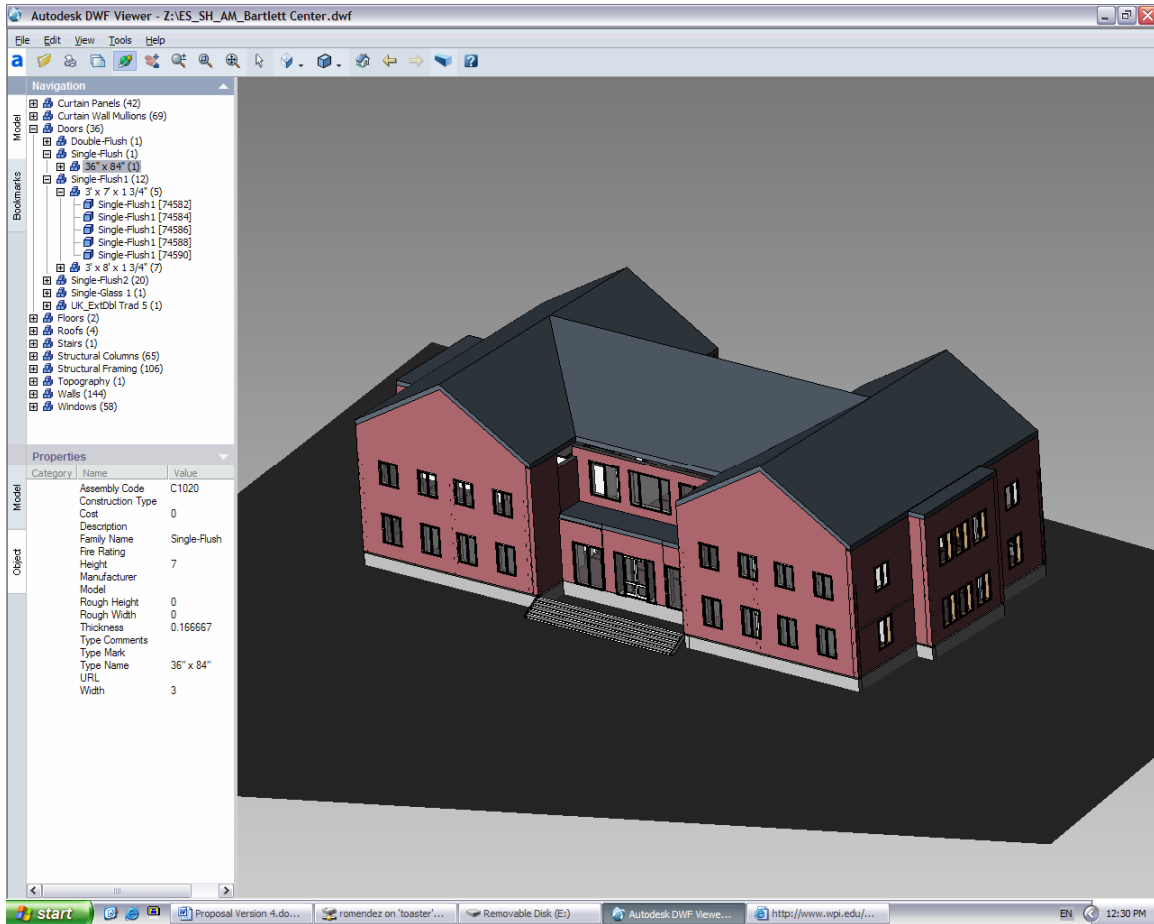 Autodesk DWF Viewer - Z:\ES_SH_AM_Bartlett Center.dwf
File Edit View Tools Help
a
Navigation
Model
Bookmarks
Curtain Panels (42)
Curtain Wall Mullions (69)
Doors (36)
Double-Flush (1)
Single-Flush (1)
36" x 84" (1)
Single-Flush1 (12)
3' x 7' x 1 3/4" (5)
Single-Flush1 [74582]
Single-Flush1 [74584]
Single-Flush1 [74586]
Single-Flush1 [74588]
Single-Flush1 [74590]
3' x 8' x 1 3/4" (7)
Single-Flush2 (20)
Single-Glass 1 (1)
UK_ExtDbl Trad 5 (1)
Floors (2)
Roofs (4)
Stairs (1)
Structural Columns (65)
Structural Framing (106)
Topography (1)
Walls (144)
Windows (58)
Properties
Model
Object
Category Name Value
Assembly Code C1020
Construction Type
Cost 0
Description
Family Name Single-Flush
Fire Rating
Height 7
Manufacturer
Model
Rough Height 0
Rough Width 0
Thickness 0.166667
Type Comments
Type Mark
Type Name 36" x 84"
URL
Width 3
start Proposal Version 4.do... romendez on 'toaster'... Removable Disk (E:) Autodesk DWF Viewe... http://www.wpi.edu/... EN 12:30 PM